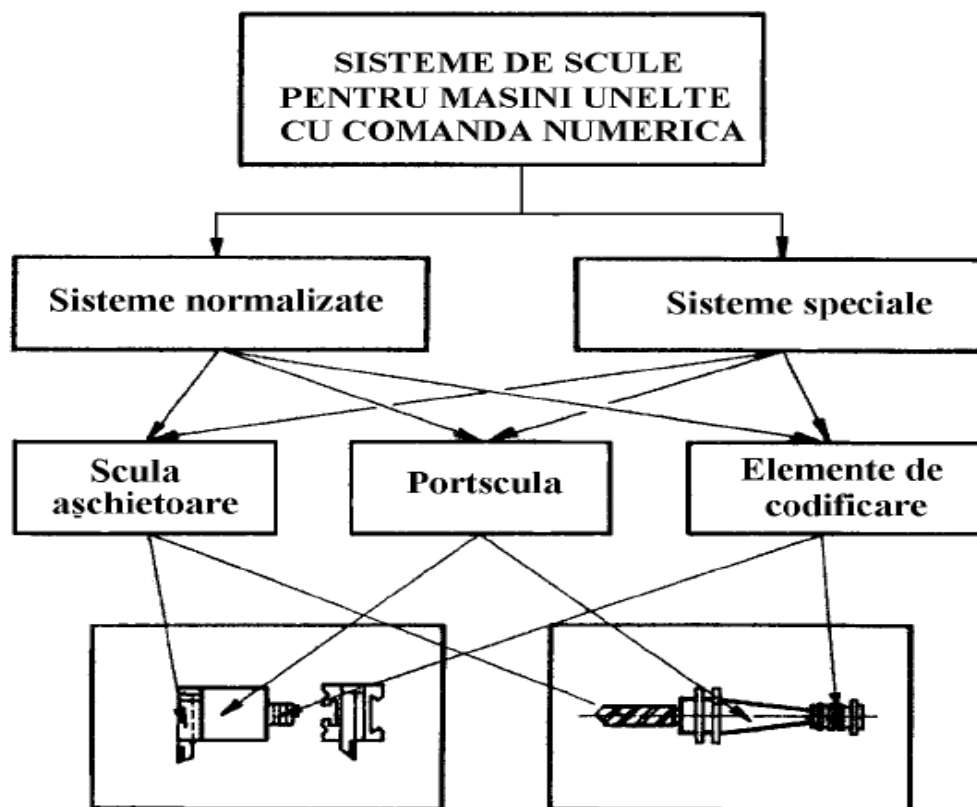 SISTEME DE SCULE
PENTRU MASINI UNELTE
CU COMANDA NUMERICA
Sisteme normalizate
Sisteme speciale
Scula
așchietoare
Portscula
Elemente de
codificare